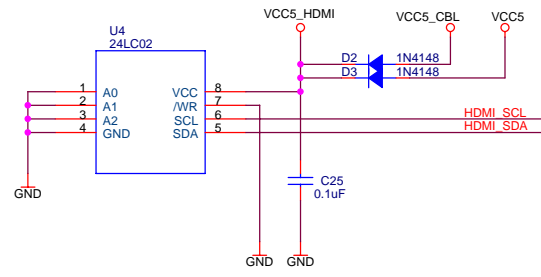 U4
24LC02
VCC5_HDMI
VCC5_CBL
VCC5
D2
1N4148
D3
1N4148
1
A0
VCC
8
2
A1
/WR
7
3
A2
SCL
6
HDMI_SCL
4
GND
SDA
5
HDMI_SDA
C25
0.1uF
GND
GND
GND